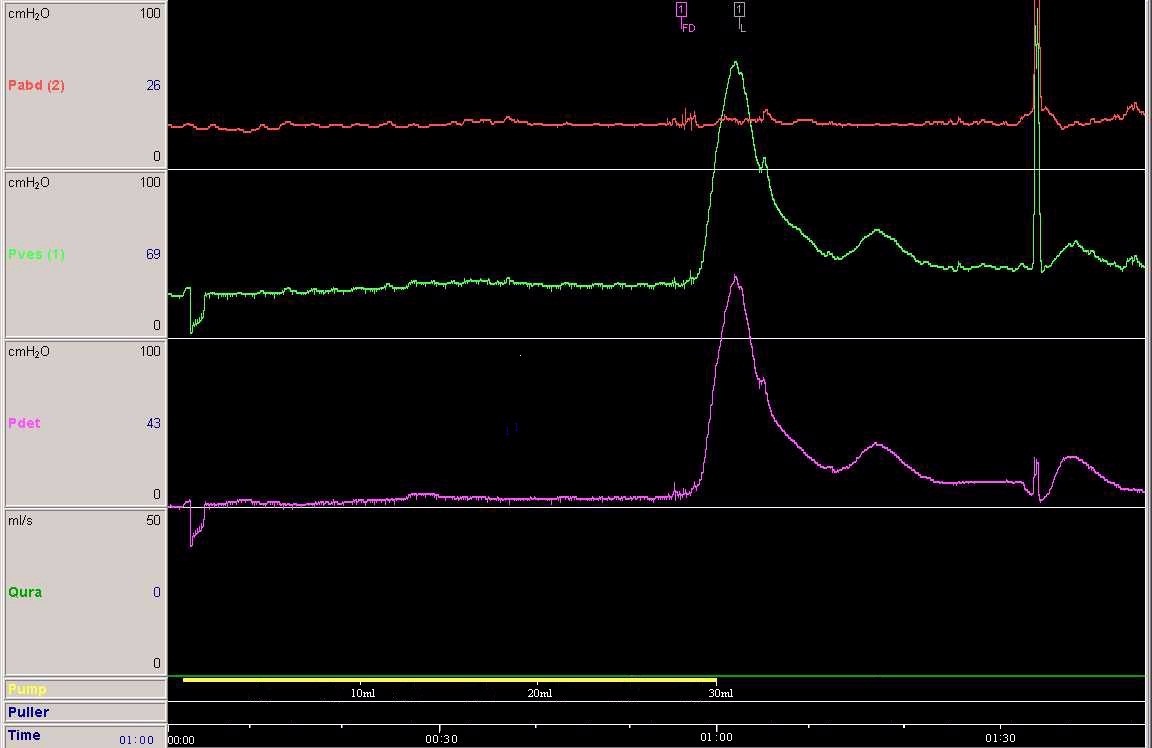 cmH₂O 100 1 1
FD L
Pabd (2) 26
0
cmH₂O 100
Pves (1) 69
0
cmH₂O 100
Pdet 43
0
ml/s 50
Qura 0
0
Pump 10ml 20ml 30ml
Puller
Time 01:00 00:00 00:30 01:00 01:30